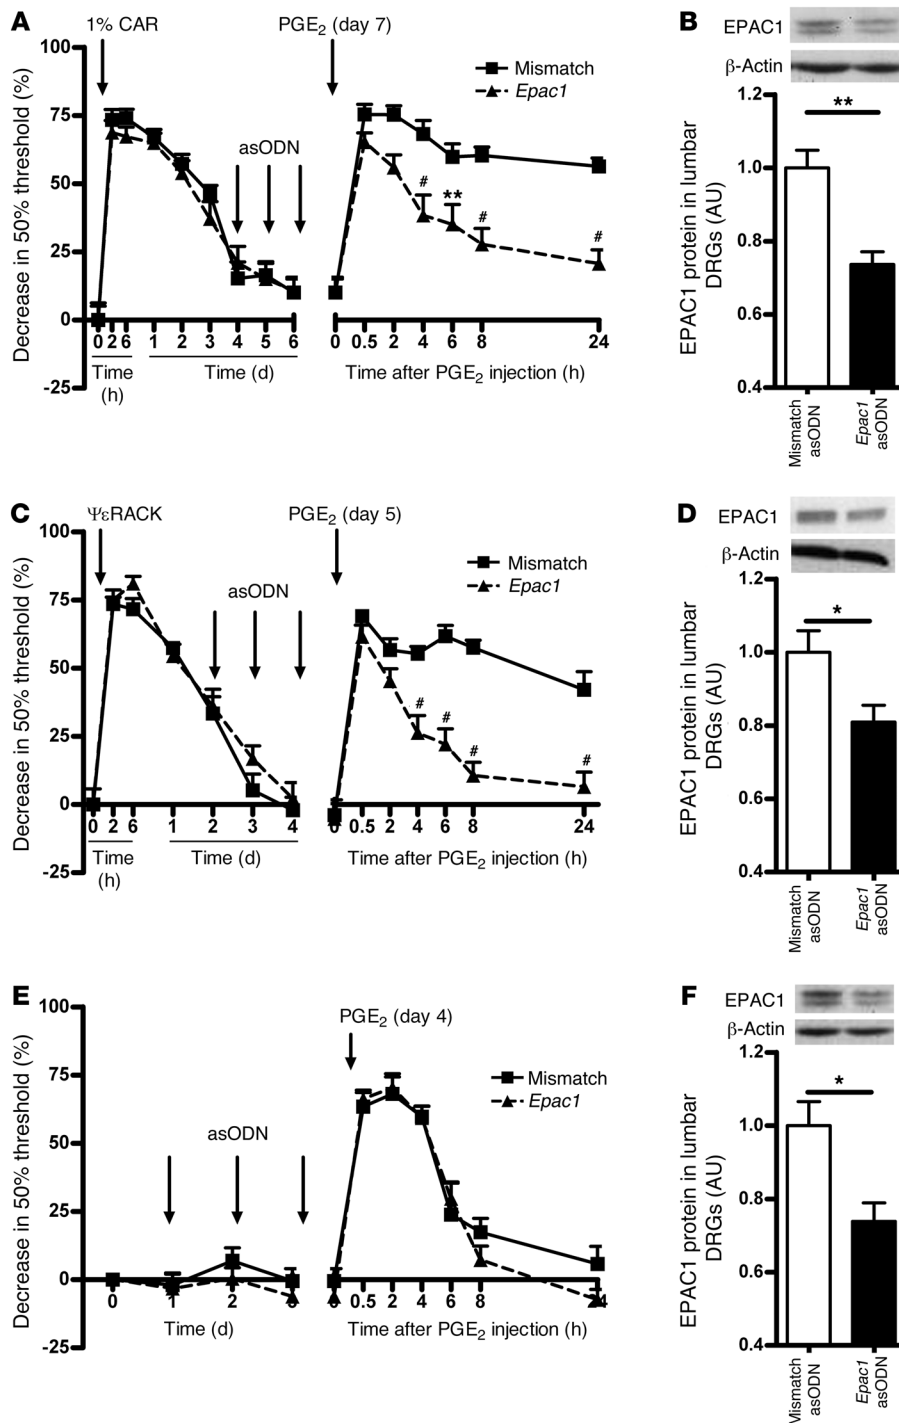 A
1% CAR
PGE2 (day 7)
Mismatch
Epac1
asODN
Decrease in 50% threshold (%)
100
75
50
25
0
-25
0 2 6 1 2 3 4 5 6
Time (h)
Time (d)
**
# # #
0 0.5 2 4 6 8 24
Time after PGE2 injection (h)
B
EPAC1
β-Actin
**
EPAC1 protein in lumbar
DRGs (AU)
1.2
1.0
0.8
0.6
0.4
Mismatch
asODN
Epac1
asODN
C
ΨεRACK
PGE2 (day 5)
Mismatch
Epac1
asODN
Decrease in 50% threshold (%)
100
75
50
25
0
-25
0 2 6 1 2 3 4
Time (h)
Time (d)
# # # #
0 0.5 2 4 6 8 24
Time after PGE2 injection (h)
D
EPAC1
β-Actin
*
EPAC1 protein in lumbar
DRGs (AU)
1.2
1.0
0.8
0.6
0.4
Mismatch
asODN
Epac1
asODN
E
PGE2 (day 4)
Mismatch
Epac1
asODN
Decrease in 50% threshold (%)
100
75
50
25
0
-25
0 1 2 3
Time (d)
0 0.5 2 4 6 8 24
Time after PGE2 injection (h)
F
EPAC1
β-Actin
*
EPAC1 protein in lumbar
DRGs (AU)
1.2
1.0
0.8
0.6
0.4
Mismatch
asODN
Epac1
asODN